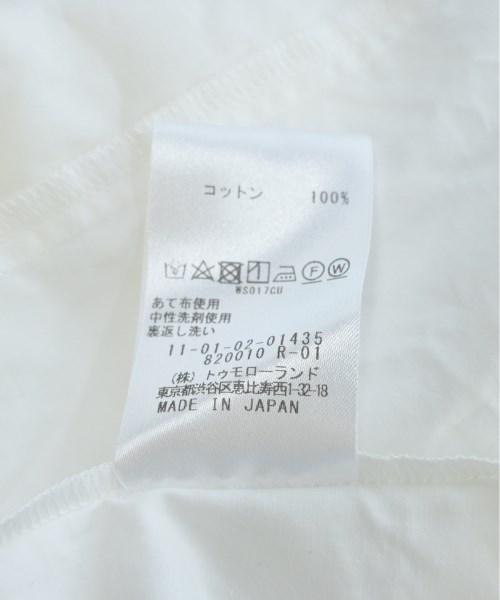 コットン 100%
WS017CU
あて布使用
中性洗剤使用
裏返し洗い
11-01-02-01435
820010 R-01
(株)トゥモローランド
東京都渋谷区恵比寿西1-32-18
MADE IN JAPAN